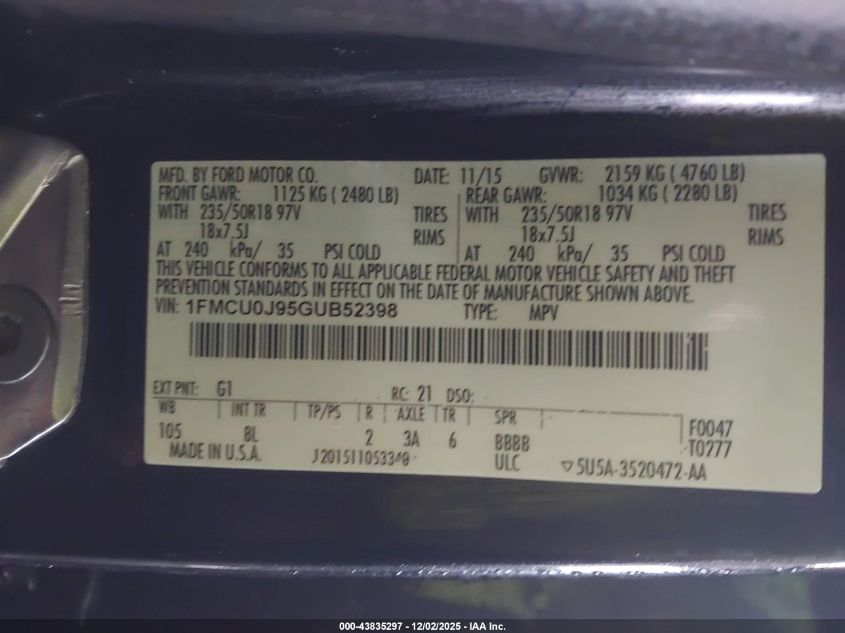 MFD. BY FORD MOTOR CO. DATE: 11/15 GVWR: 2159 KG ( 4760 LB)
FRONT GAWR: 1125 KG ( 2480 LB) REAR GAWR: 1034 KG ( 2280 LB)
WITH 235/50R18 97V TIRES WITH 235/50R18 97V TIRES
18x7.5J RIMS 18x7.5J RIMS
AT 240 kPa/ 35 PSI COLD AT 240 kPa/ 35 PSI COLD
THIS VEHICLE CONFORMS TO ALL APPLICABLE FEDERAL MOTOR VEHICLE SAFETY AND THEFT
PREVENTION STANDARDS IN EFFECT ON THE DATE OF MANUFACTURE SHOWN ABOVE.
VIN: 1FMCU0J95GUB52398 TYPE: MPV
EXT PNT: G1 RC: 21 DSO:
WB INT TR TP/PS R AXLE TR SPR F0047
105 8L 2 3A 6 BBBB T0277
MADE IN U.S.A. ULC 5U5A-3520472-AA
000-43835297 - 12/02/2025 - IAA Inc.